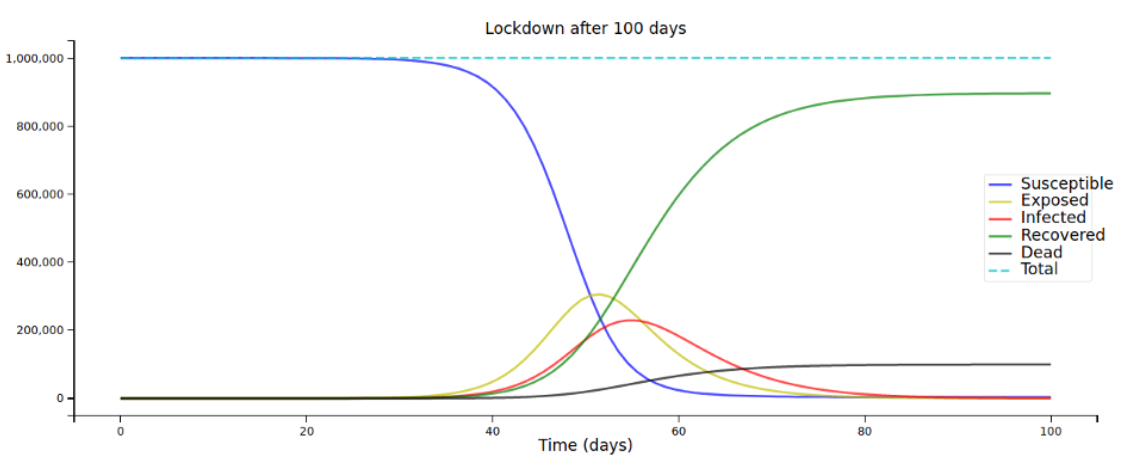 Lockdown after 100 days
1,000,000
800,000
600,000
400,000
200,000
0
Susceptible
Exposed
Infected
Recovered
Dead
Total
0 20 40 60 80 100
Time (days)